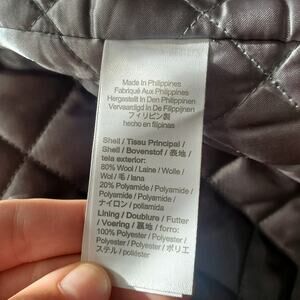 Made In Philippines
Fabriqué Aux Philippines
Hergestellt In Den Philippinen
Vervaardigd In De Filippijnen
フィリピン製
hecho en filipinas
Shell / Tissu Principal /
Shell / Bovenstof / 表地 /
tela exterior:
80% Wool / Laine / Wolle /
Wol / 毛 / lana
20% Polyamide / Polyamide /
Polyamide / Polyamide /
ナイロン / poliamida
Lining / Doublure / Futter
/ Voering / 裏地 / forro:
100% Polyester / Polyester /
Polyester / Polyester / ポリエ
ステル / poliéster